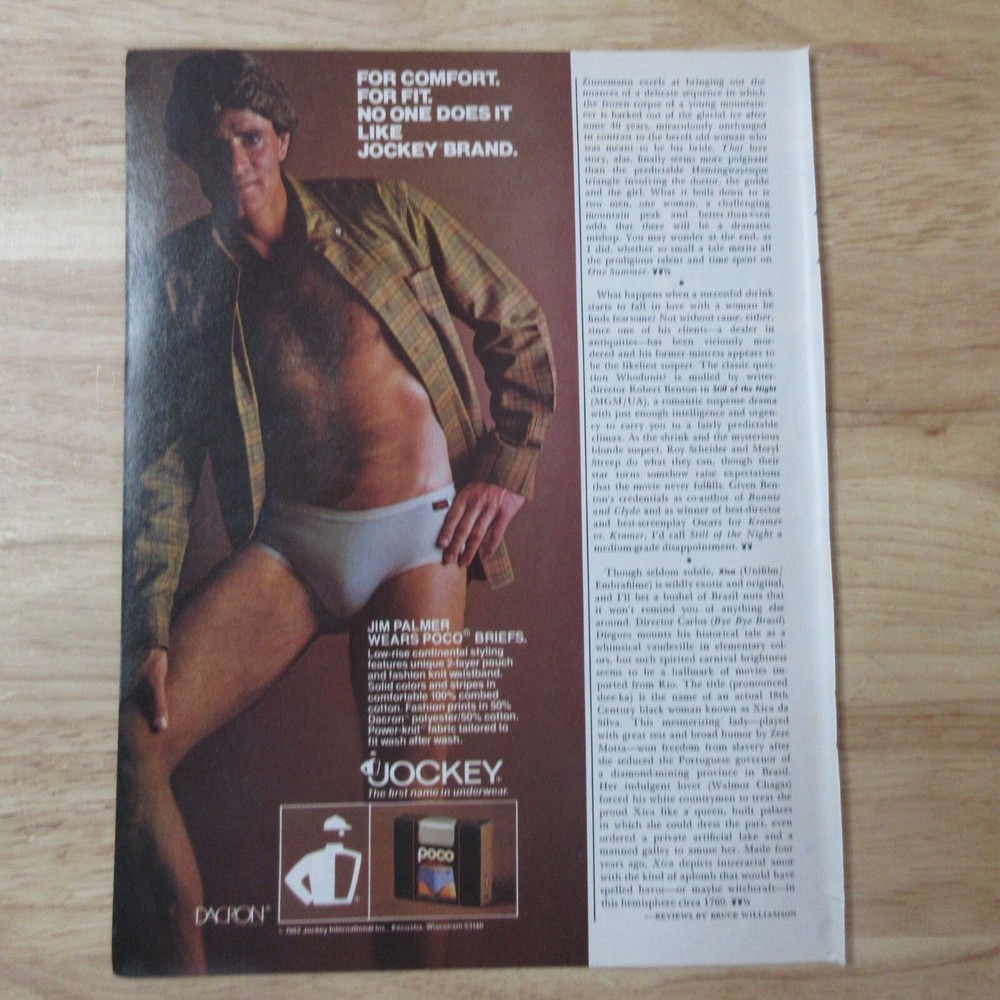 FOR COMFORT.
FOR FIT.
NO ONE DOES IT
LIKE
JOCKEY BRAND.
JIM PALMER
WEARS POCO® BRIEFS.
Low-rise continental styling
features unique 2-layer pouch
and fashion knit waistband.
Solid colors and stripes in
comfortable 100% combed
cotton. Fashion prints in 50%
Dacron™ polyester/50% cotton.
Power-knit™ fabric tailored to
fit wash after wash.
JOCKEY®
The first name in underwear.
poco
DACRON®
© 1982 Jockey International Inc. Kenosha, Wisconsin 53140
Zinnemann excels at bringing out the
nuances of a delicate sequence in which
the frozen corpse of a young mountain-
eer is hacked out of the glacial ice after
some 40 years, miraculously unchanged
in contrast to the bereft old woman who
was meant to be his bride. That love
story, alas, finally seems more poignant
than the predictable Hemingwayesque
triangle involving the doctor, the guide
and the girl. What it boils down to is
two men, one woman, a challenging
mountain peak and better-than-even
odds that there will be a dramatic
mishap. You may wonder at the end, as
I did, whether so small a tale merits all
the prodigious talent and time spent on
One Summer. ¥¥½
•
What happens when a successful shrink
starts to fall in love with a woman he
finds fearsome? Not without cause, either,
since one of his clients—a dealer in
antiquities—has been viciously mur-
dered and his former mistress appears to
be the likeliest suspect. The classic ques-
tion Whodunit? is mulled by writer-
director Robert Benton in Still of the Night
(MGM/UA), a romantic suspense drama
with just enough intelligence and urgen-
cy to carry you to a fairly predictable
climax. As the shrink and the mysterious
blonde suspect, Roy Scheider and Meryl
Streep do what they can, though their
star turns somehow raise expectations
that the movie never fulfills. Given Ben-
ton's credentials as co-author of Bonnie
and Clyde and as winner of best-director
and best-screenplay Oscars for Kramer
vs. Kramer, I'd call Still of the Night a
medium-grade disappointment. ¥¥
•
Though seldom subtle, Xica (Unifilm/
Embrafilme) is wildly exotic and original,
and I'll bet a bushel of Brazil nuts that
it won't remind you of anything else
around. Director Carlos (Bye Bye Brazil)
Diegues mounts his historical tale as a
whimsical vaudeville in elementary col-
ors, but such spirited carnival brightness
seems to be a hallmark of movies im-
ported from Rio. The title (pronounced
shee-ka) is the name of an actual 18th
Century black woman known as Xica da
Silva. This mesmerizing lady—played
with great zest and broad humor by Zeze
Motta—won freedom from slavery after
she seduced the Portuguese governor of
a diamond-mining province in Brazil.
Her indulgent lover (Walmor Chagas)
forced his white countrymen to treat the
proud Xica like a queen, built palaces
in which she could dress the part, even
ordered a private artificial lake and a
manned galley to amuse her. Made four
years ago, Xica depicts interracial amor
with the kind of aplomb that would have
spelled havoc—or maybe witchcraft—in
this hemisphere circa 1760. ¥¥½
—REVIEWS BY BRUCE WILLIAMSON